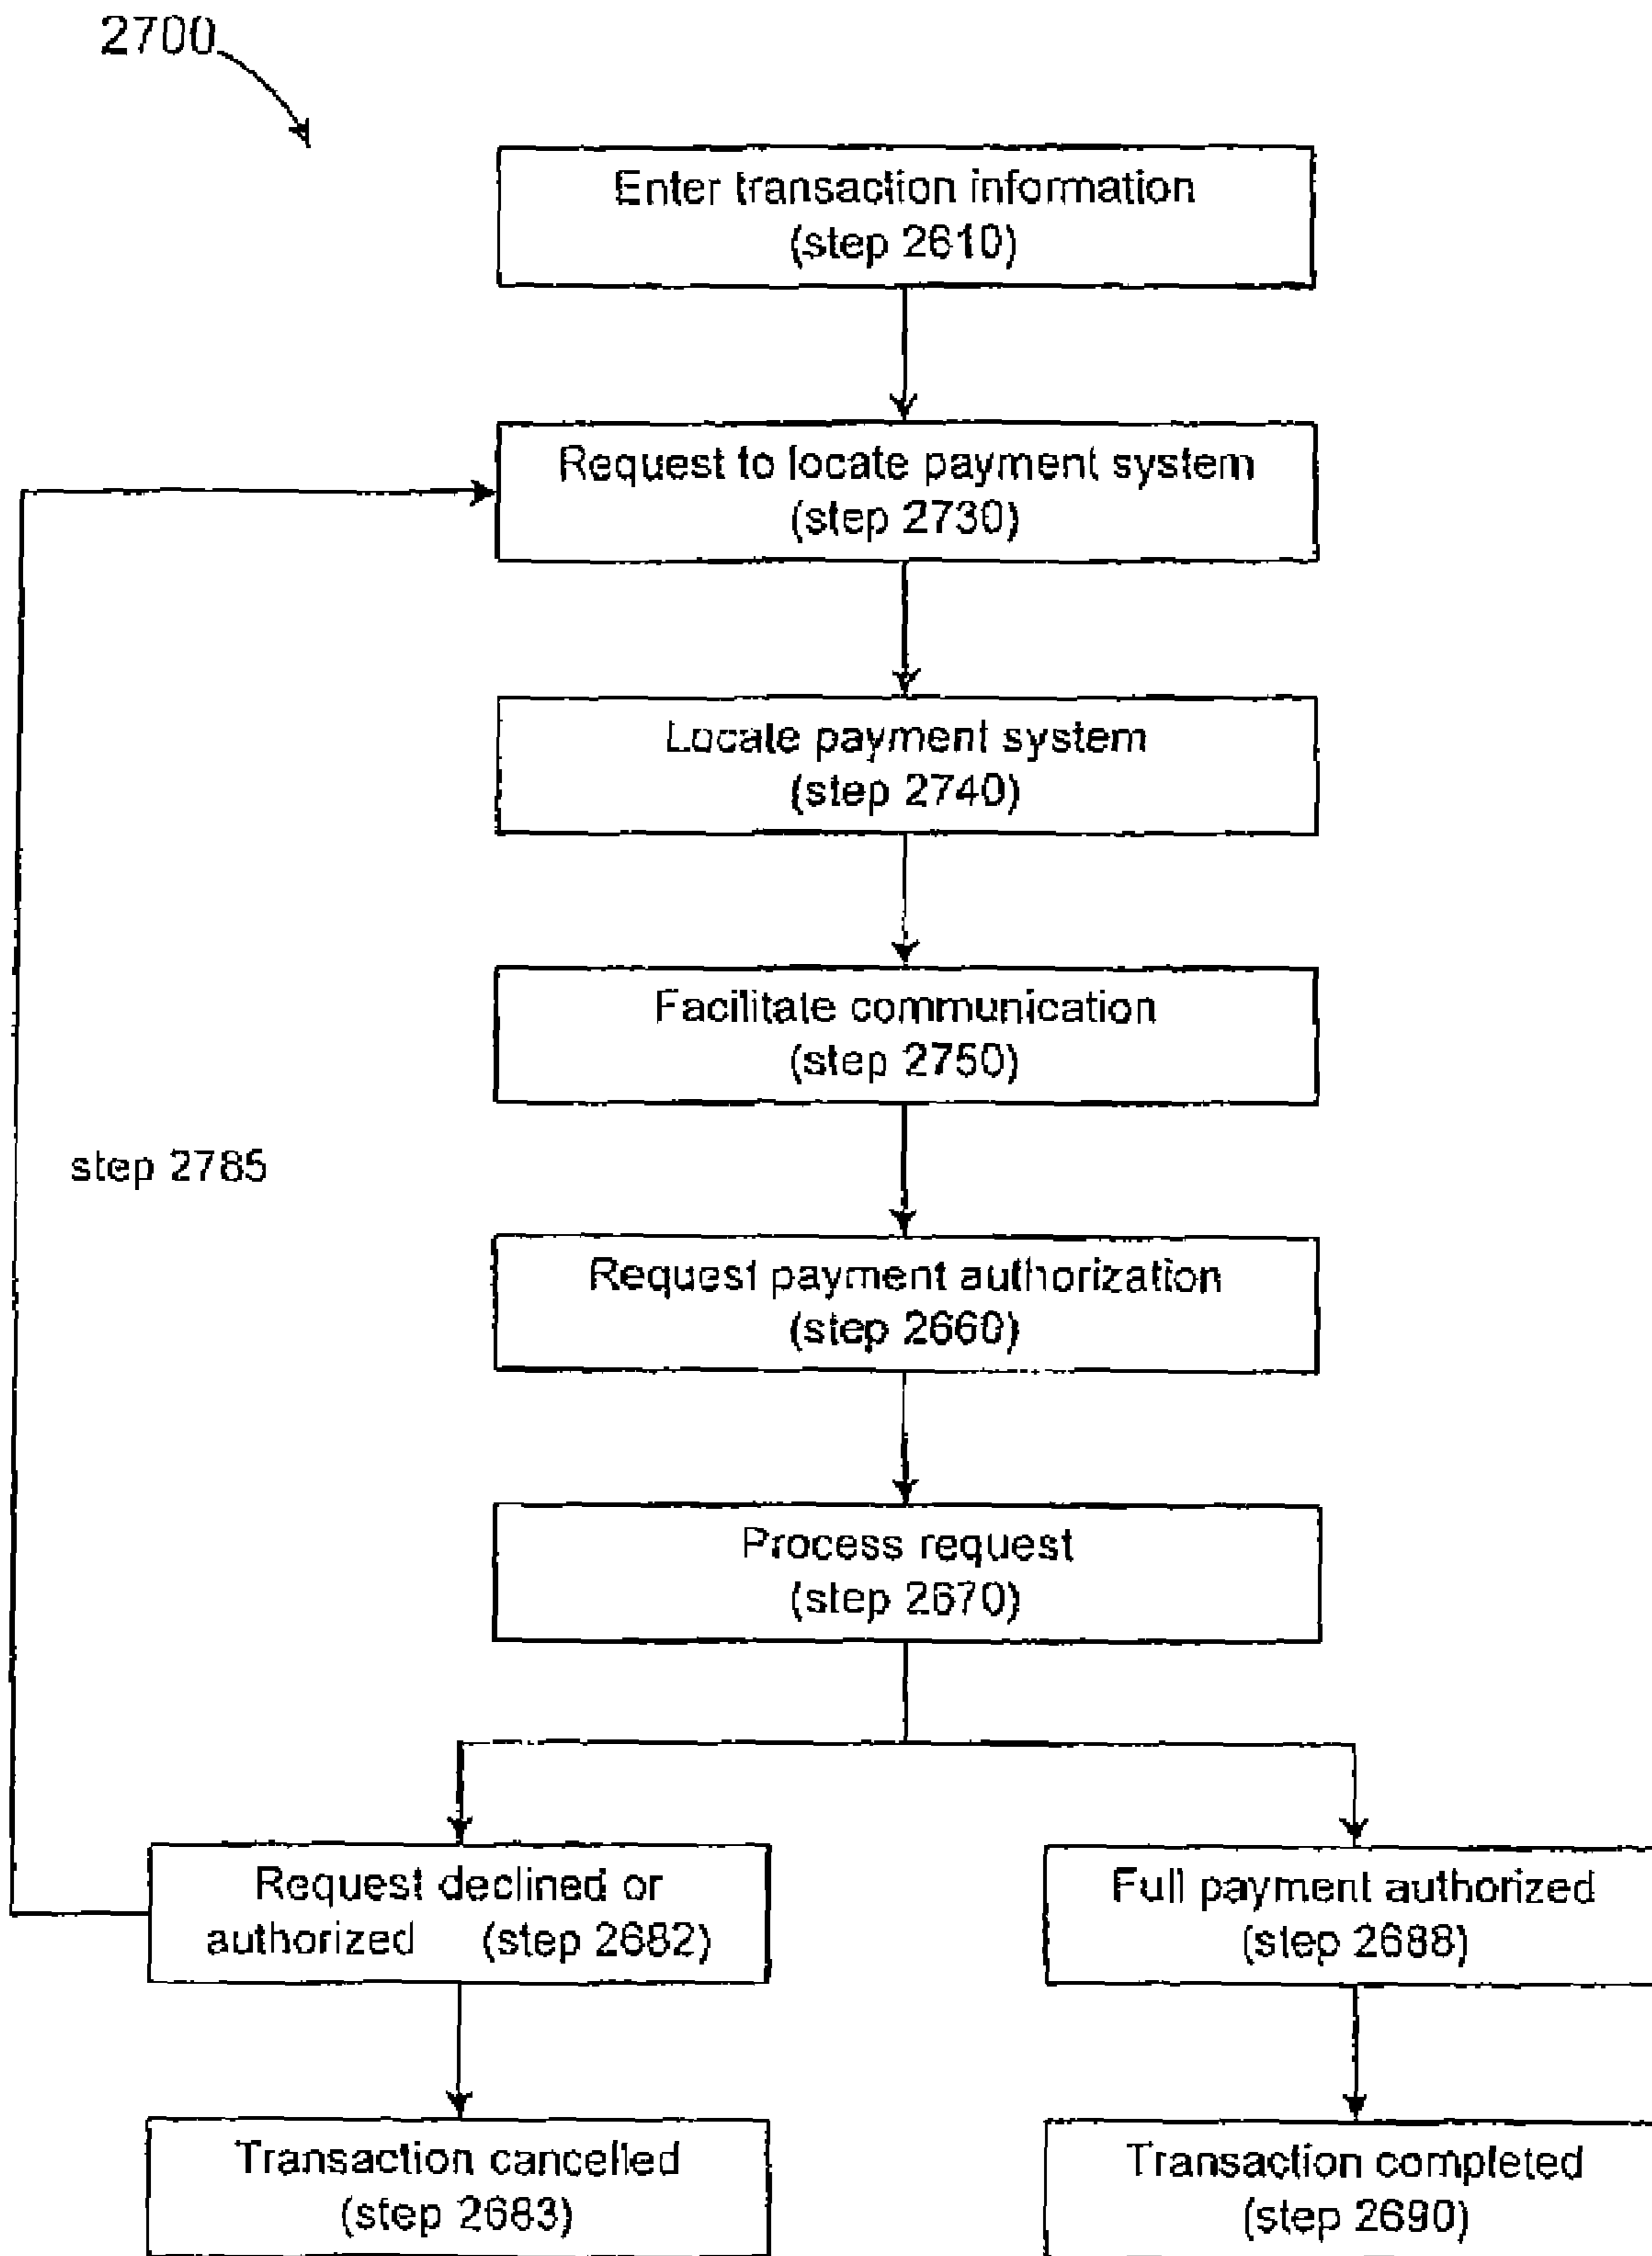 2700
Enter transaction information
(step 2610)
Request to locate payment system
(step 2730)
Locate payment system
(step 2740)
Facilitate communication
(step 2750)
step 2785
Request payment authorization
(step 2660)
Process request
(step 2670)
Request declined or
authorized (step 2682)
Full payment authorized
(step 2688)
Transaction cancelled
(step 2683)
Transaction completed
(step 2690)